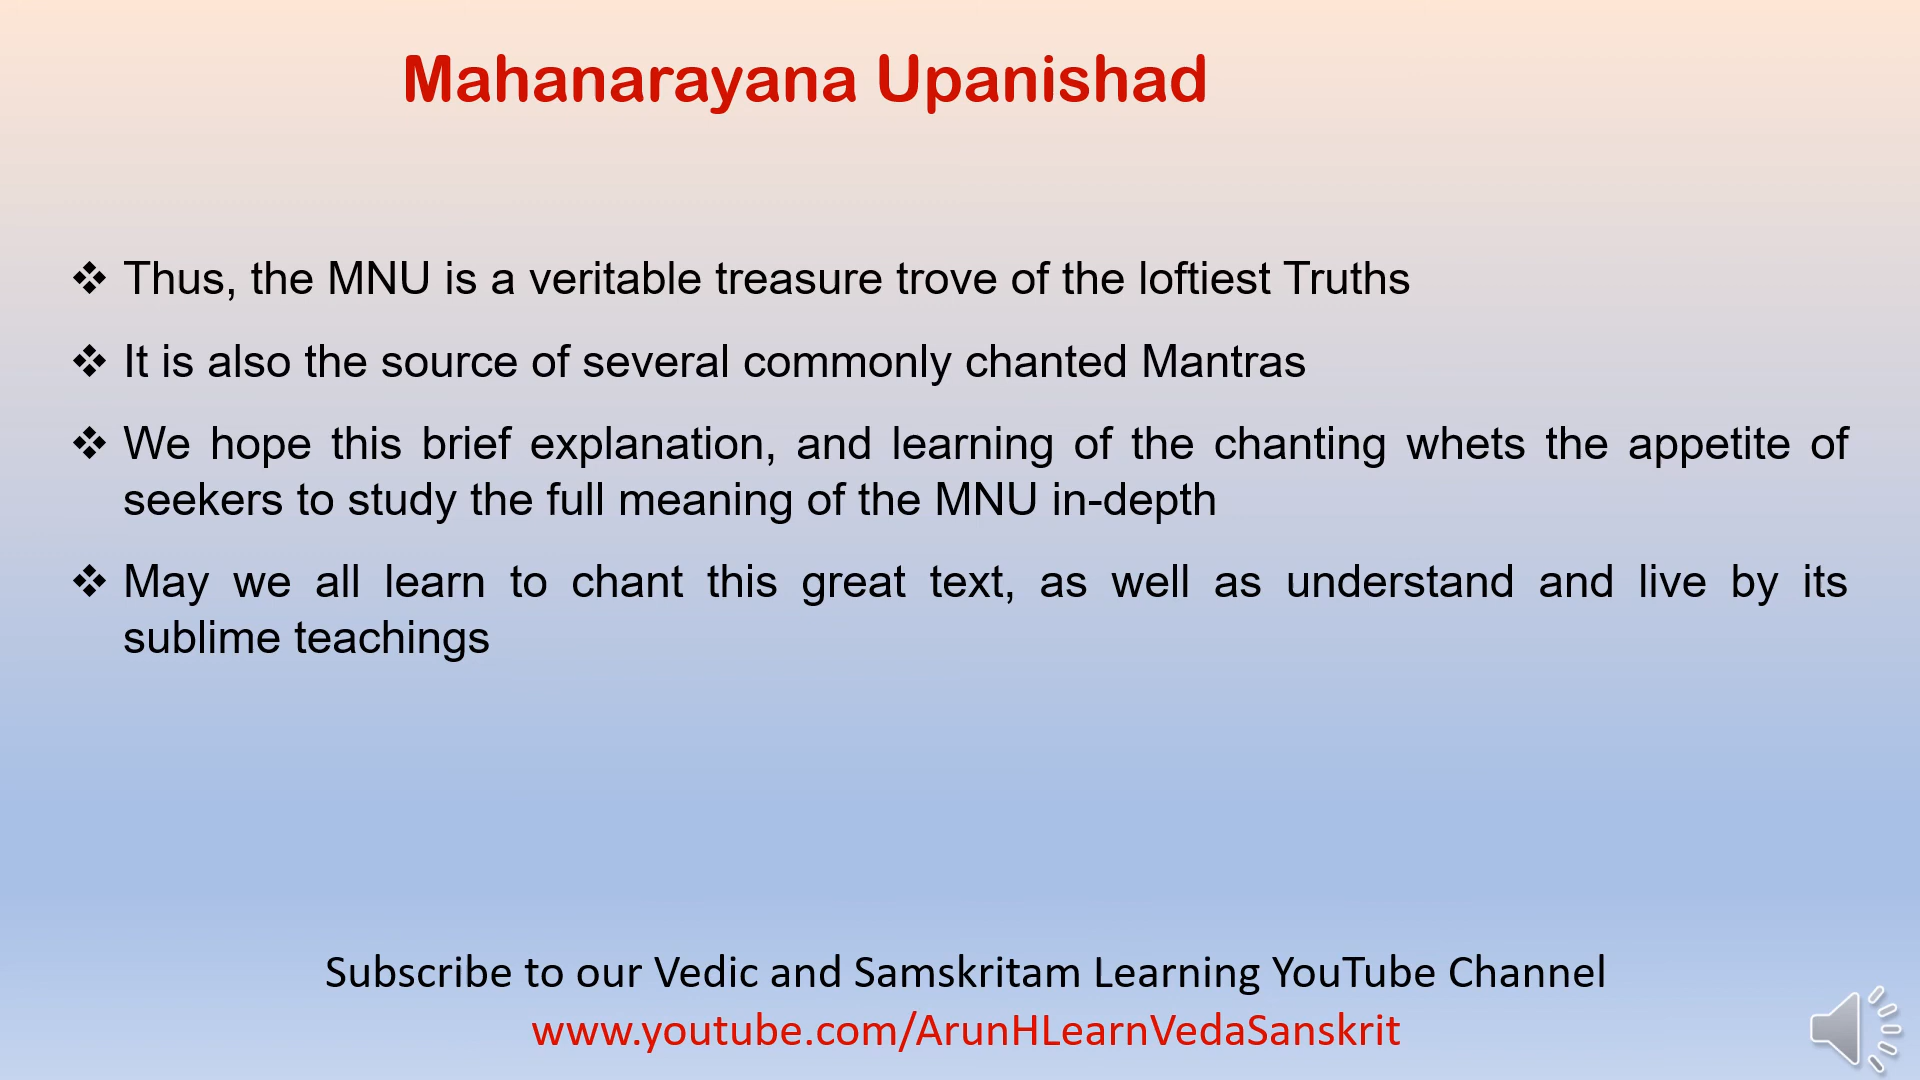 Mahanarayana Upanishad
❖ Thus, the MNU is a veritable treasure trove of the loftiest Truths
❖ It is also the source of several commonly chanted Mantras
❖ We hope this brief explanation, and learning of the chanting whets the appetite of
seekers to study the full meaning of the MNU in-depth
❖ May we all learn to chant this great text, as well as understand and live by its
sublime teachings
Subscribe to our Vedic and Samskritam Learning YouTube Channel
www.youtube.com/ArunHLearnVedaSanskrit